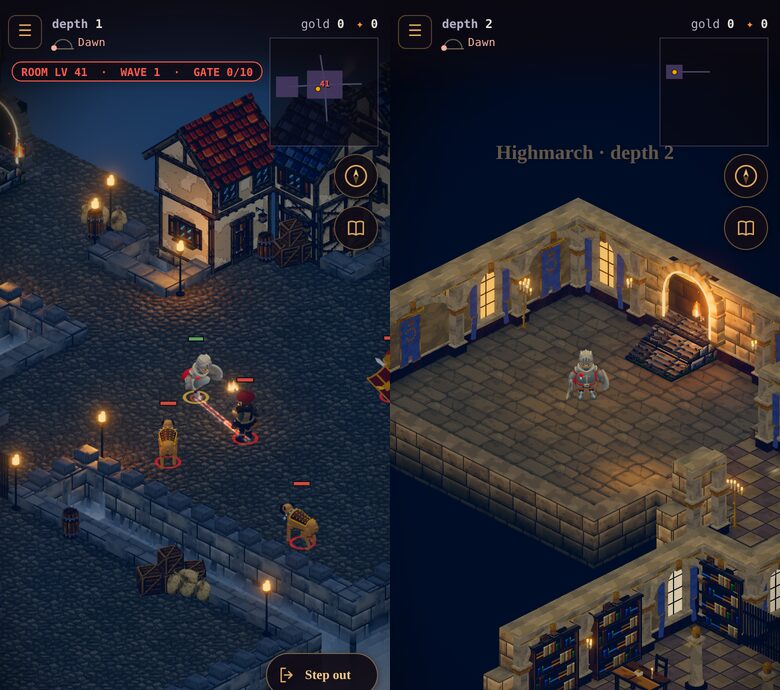 depth 1
gold 0 ✦ 0
Dawn
ROOM LV 41 · WAVE 1 · GATE 0/10
41
Step out
depth 2
gold 0 ✦ 0
Dawn
Highmarch · depth 2